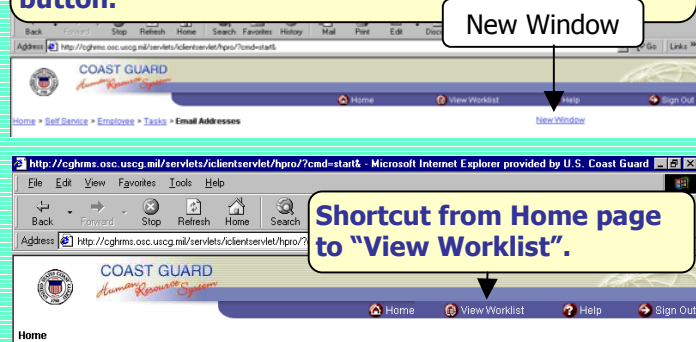 button.
New Window
Back Forward Stop Refresh Home Search Favorites History Mail Print Edit
Address http://cghrms.osc.uscg.mil/servlets/iclientservlet/hpro/?cmd=start& Go Links »
COAST GUARD
Human Resource System
Home View Worklist Help Sign Out
Home > Self Service > Employee > Tasks > Email Addresses New Window
http://cghrms.osc.uscg.mil/servlets/iclientservlet/hpro/?cmd=start& - Microsoft Internet Explorer provided by U.S. Coast Guard
File Edit View Favorites Tools Help
Back Stop Refresh Home Search
Shortcut from Home page
to “View Worklist”.
Address http://cghrms.osc.uscg.mil/servlets/iclientservlet/hpro/?
COAST GUARD
Human Resource System
Home View Worklist Help Sign Out
Home